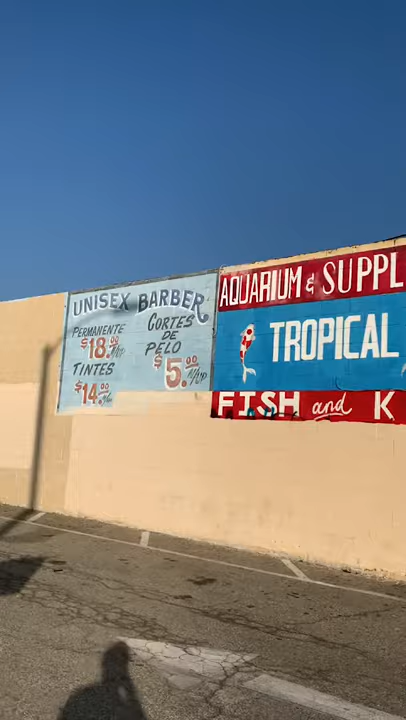 UNISEX BARBER
PERMANENTE
$18.00
TINTES
$14.00
CORTES
DE
PELO
$5.00
AQUARIUM & SUPPL
TROPICAL
FISH and K